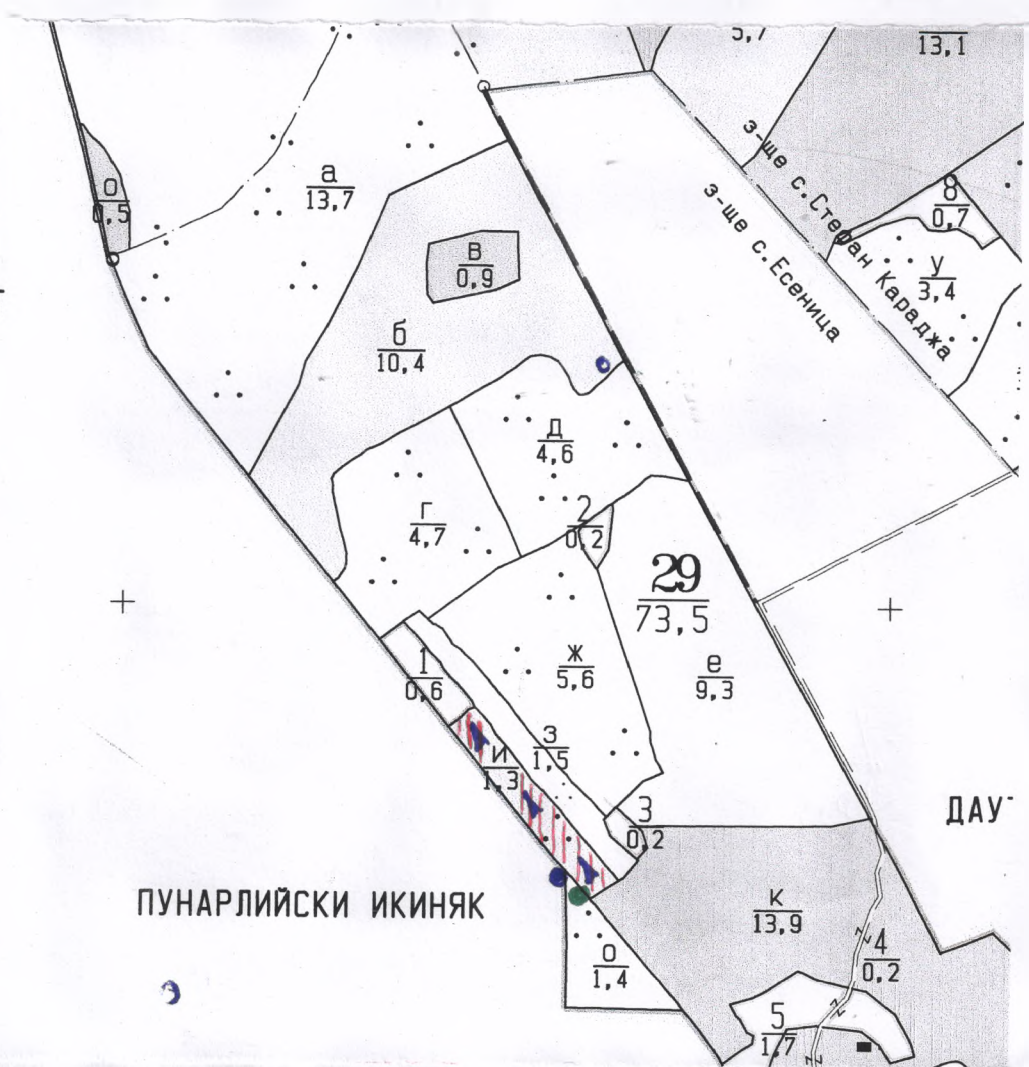 5,7
13,1
з-ще с.Стефан Караджа
з-ще с.Есеница
О
0,5
а
13,7
8
0,7
в
0,9
у
3,4
б
10,4
д
4,6
г
4,7
2
0,2
29
73,5
ж
5,6
е
9,3
1
0,6
з
1,5
и
1,3
3
0,2
ДАУ
к
13,9
ПУНАРЛИЙСКИ ИКИНЯК
4
0,2
О
1,4
5
1,7